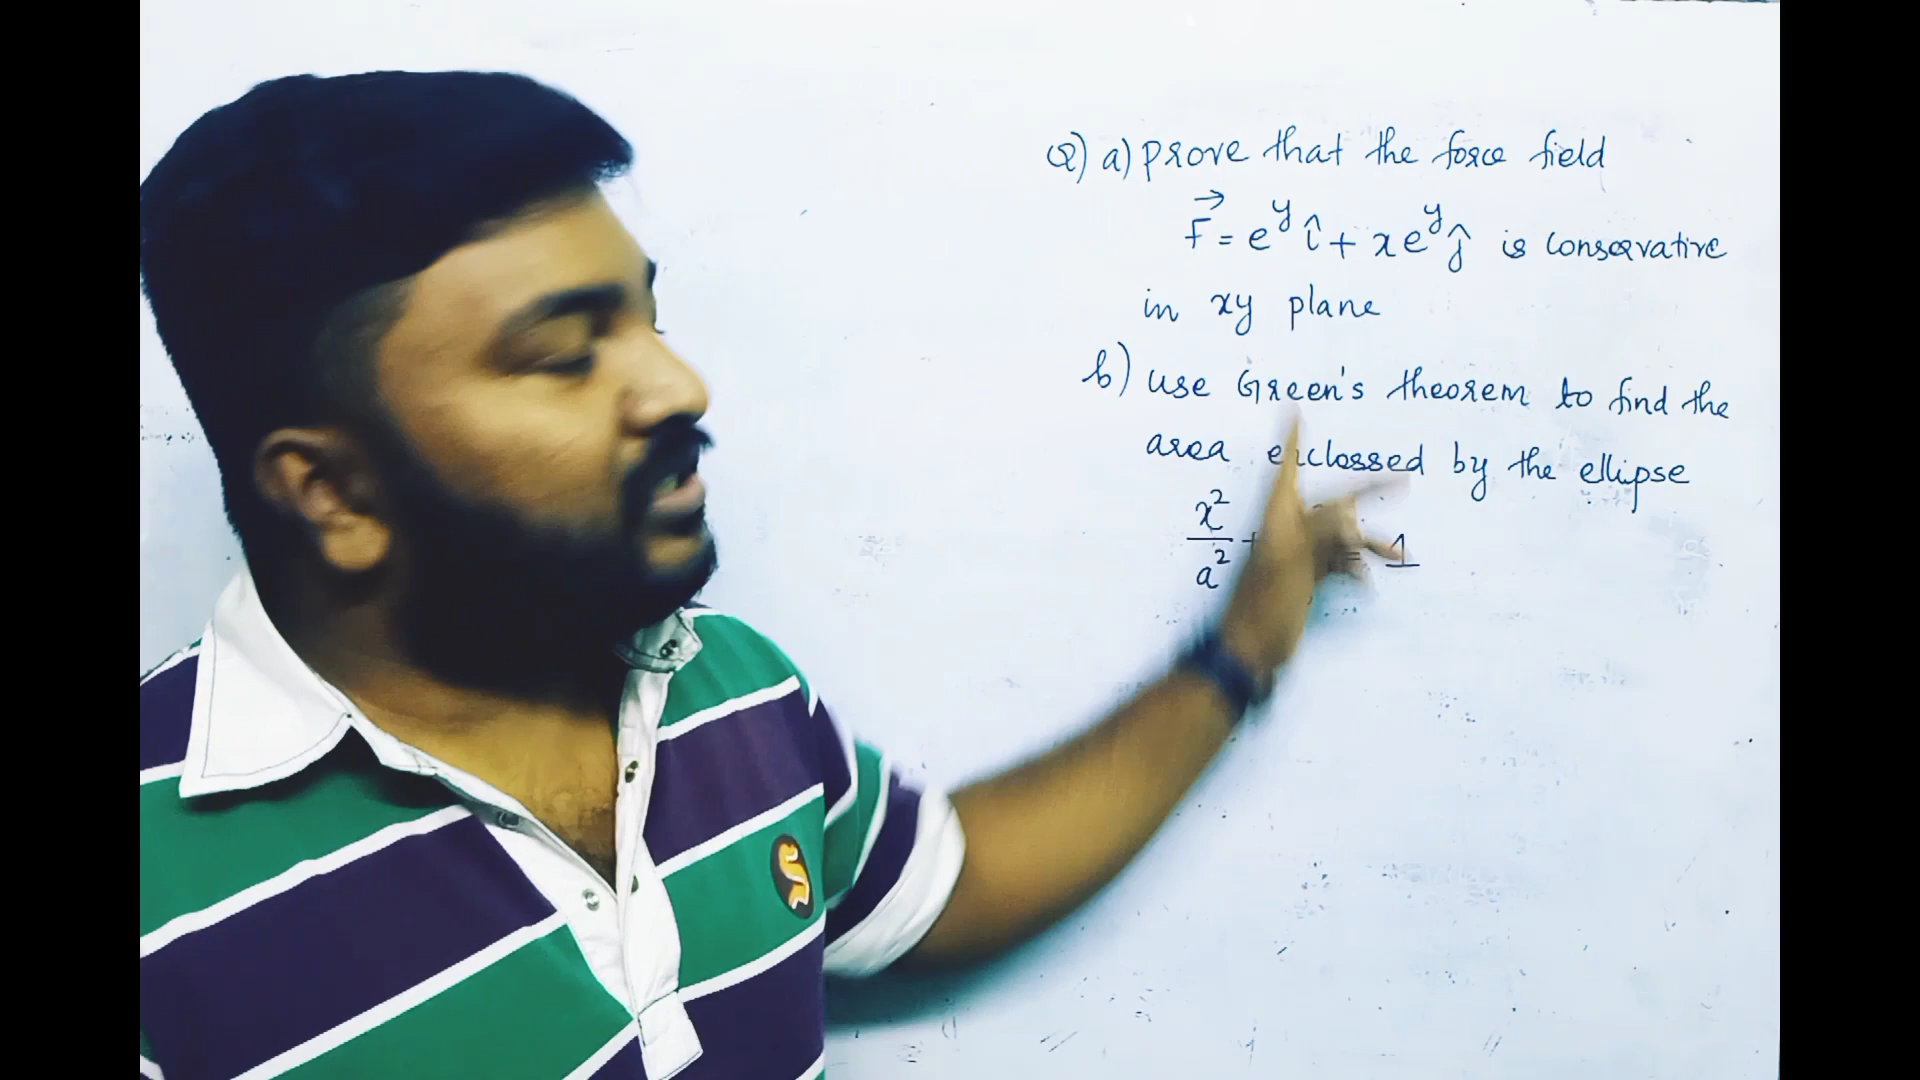 Q) a) prove that the force field
F⃗ = e^y î + xe^y ĵ is conservative
in xy plane
b) use Green's theorem to find the
area enclossed by the ellipse
x²/a² + = 1
S